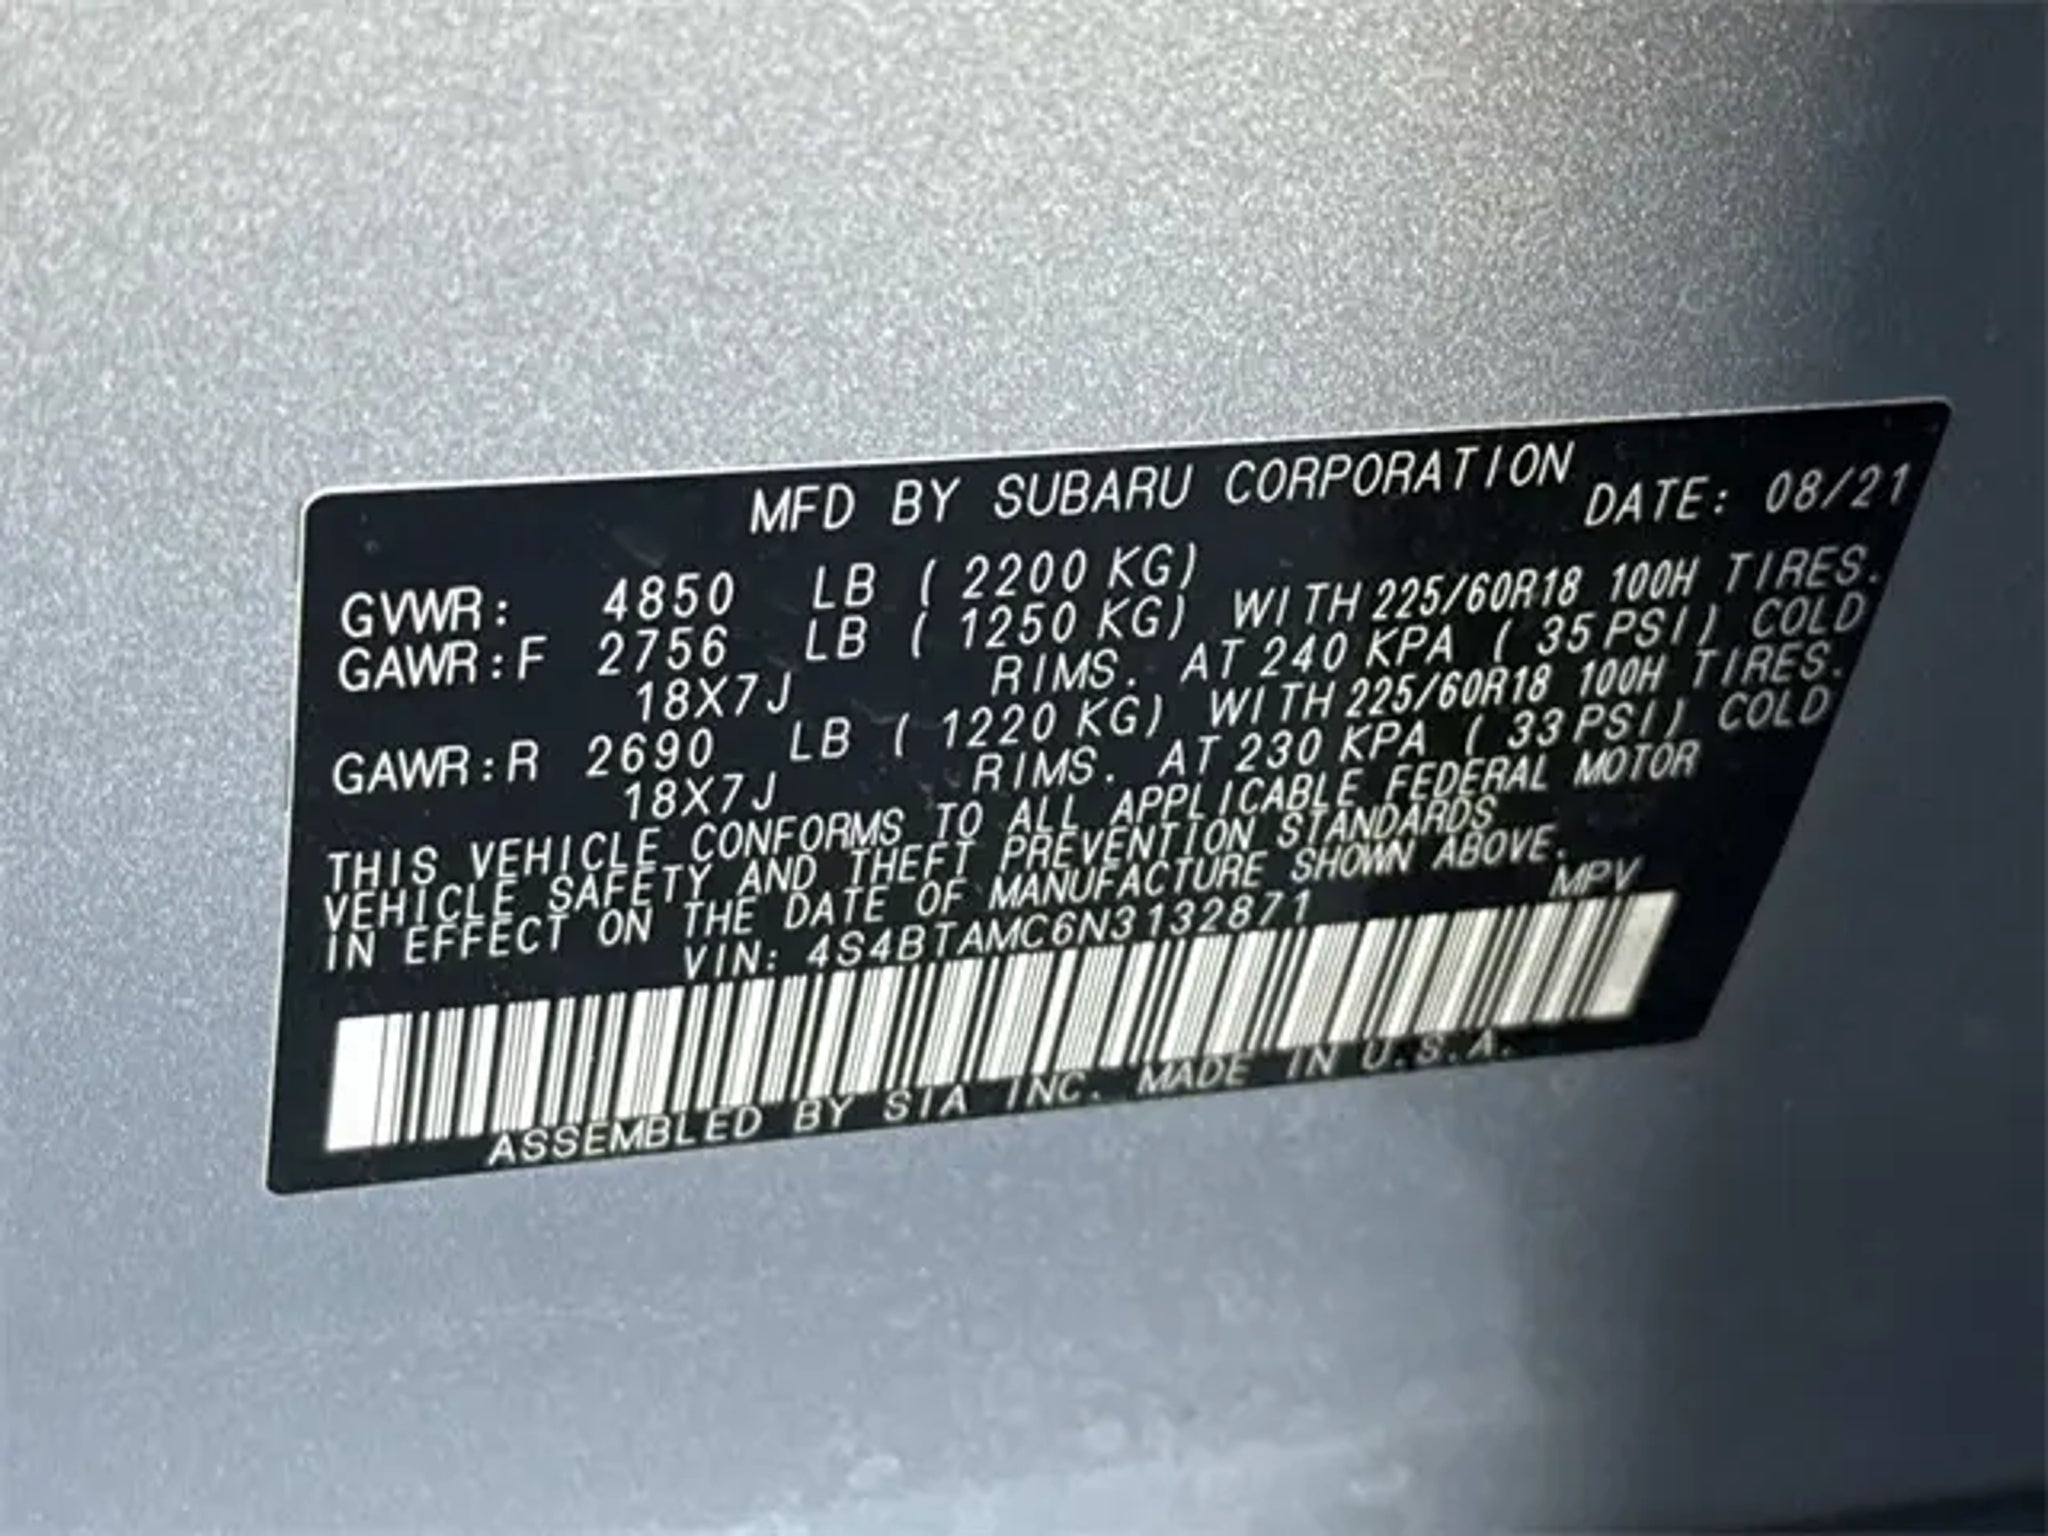 MFD BY SUBARU CORPORATION DATE: 08/21
GVWR: 4850 LB ( 2200 KG)
GAWR:F 2756 LB ( 1250 KG) WITH 225/60R18 100H TIRES.
18X7J RIMS. AT 240 KPA ( 35 PSI) COLD
GAWR:R 2690 LB ( 1220 KG) WITH 225/60R18 100H TIRES.
18X7J RIMS. AT 230 KPA ( 33 PSI) COLD
THIS VEHICLE CONFORMS TO ALL APPLICABLE FEDERAL MOTOR
VEHICLE SAFETY AND THEFT PREVENTION STANDARDS
IN EFFECT ON THE DATE OF MANUFACTURE SHOWN ABOVE.
VIN: 4S4BTAMC6N3132871 MPV
ASSEMBLED BY SIA INC. MADE IN U.S.A.